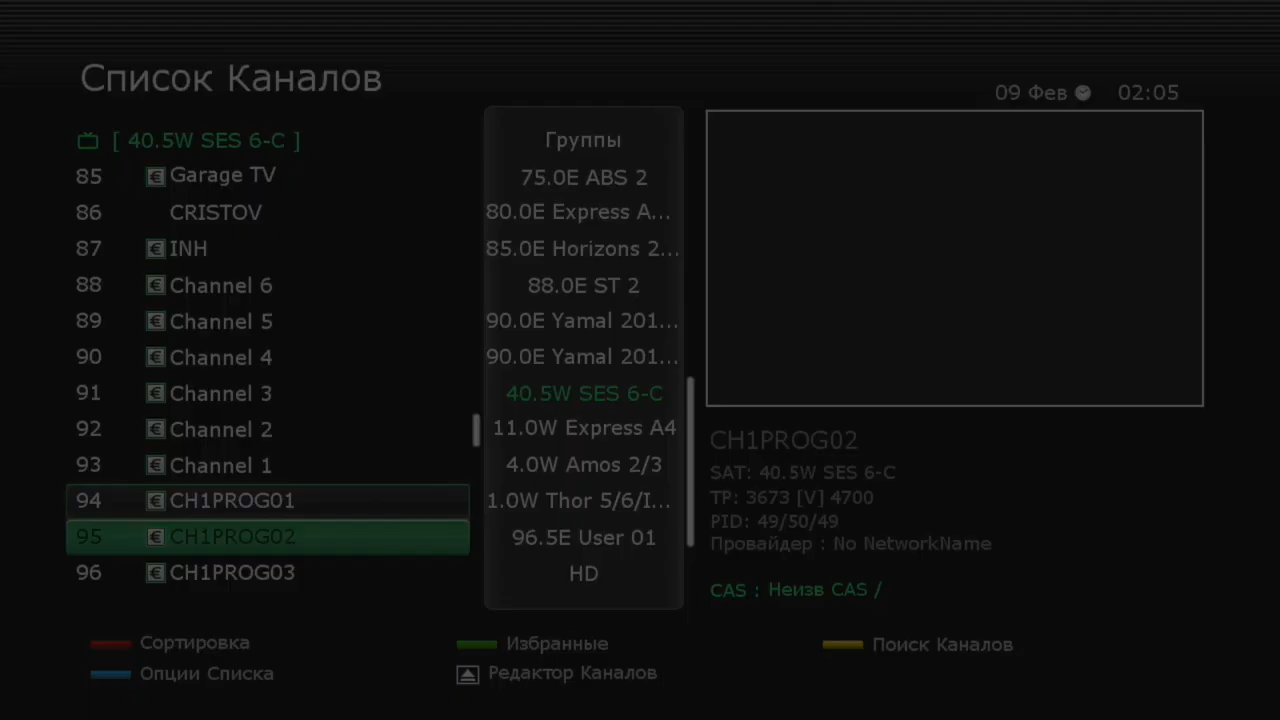 Список Каналов
09 Фев 02:05
[ 40.5W SES 6-C ]
85 € Garage TV
86 CRISTOV
87 € INH
88 € Channel 6
89 € Channel 5
90 € Channel 4
91 € Channel 3
92 € Channel 2
93 € Channel 1
94 € CH1PROG01
95 € CH1PROG02
96 € CH1PROG03
Группы
75.0E ABS 2
80.0E Express A...
85.0E Horizons 2...
88.0E ST 2
90.0E Yamal 201...
90.0E Yamal 201...
40.5W SES 6-C
11.0W Express A4
4.0W Amos 2/3
1.0W Thor 5/6/I...
96.5E User 01
HD
CH1PROG02
SAT: 40.5W SES 6-C
TP: 3673 [V] 4700
PID: 49/50/49
Провайдер : No NetworkName
CAS : Неизв CAS /
Сортировка
Избранные
Поиск Каналов
Опции Списка
Редактор Каналов